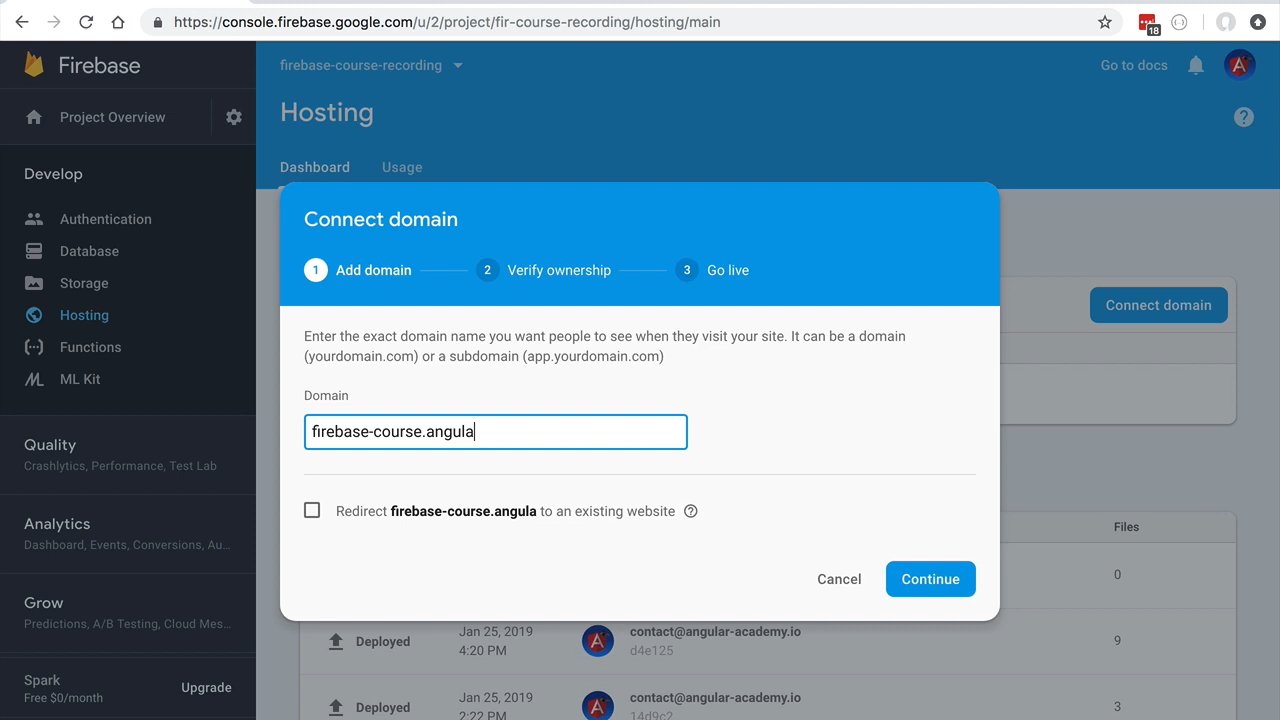 https://console.firebase.google.com/u/2/project/fir-course-recording/hosting/main
18
Firebase
firebase-course-recording
Go to docs
Project Overview
Hosting
Dashboard
Usage
Develop
Authentication
Database
Storage
Hosting
Functions
ML Kit
Quality
Crashlytics, Performance, Test Lab
Analytics
Dashboard, Events, Conversions, Au...
Grow
Predictions, A/B Testing, Cloud Mes...
Spark
Free $0/month
Upgrade
Connect domain
1 Add domain
2 Verify ownership
3 Go live
Enter the exact domain name you want people to see when they visit your site. It can be a domain
(yourdomain.com) or a subdomain (app.yourdomain.com)
Domain
firebase-course.angula
Redirect firebase-course.angula to an existing website
Cancel
Continue
Connect domain
Files
0
Deployed
Jan 25, 2019
4:20 PM
contact@angular-academy.io
d4e125
9
Deployed
Jan 25, 2019
2:22 PM
contact@angular-academy.io
14d9c2
3